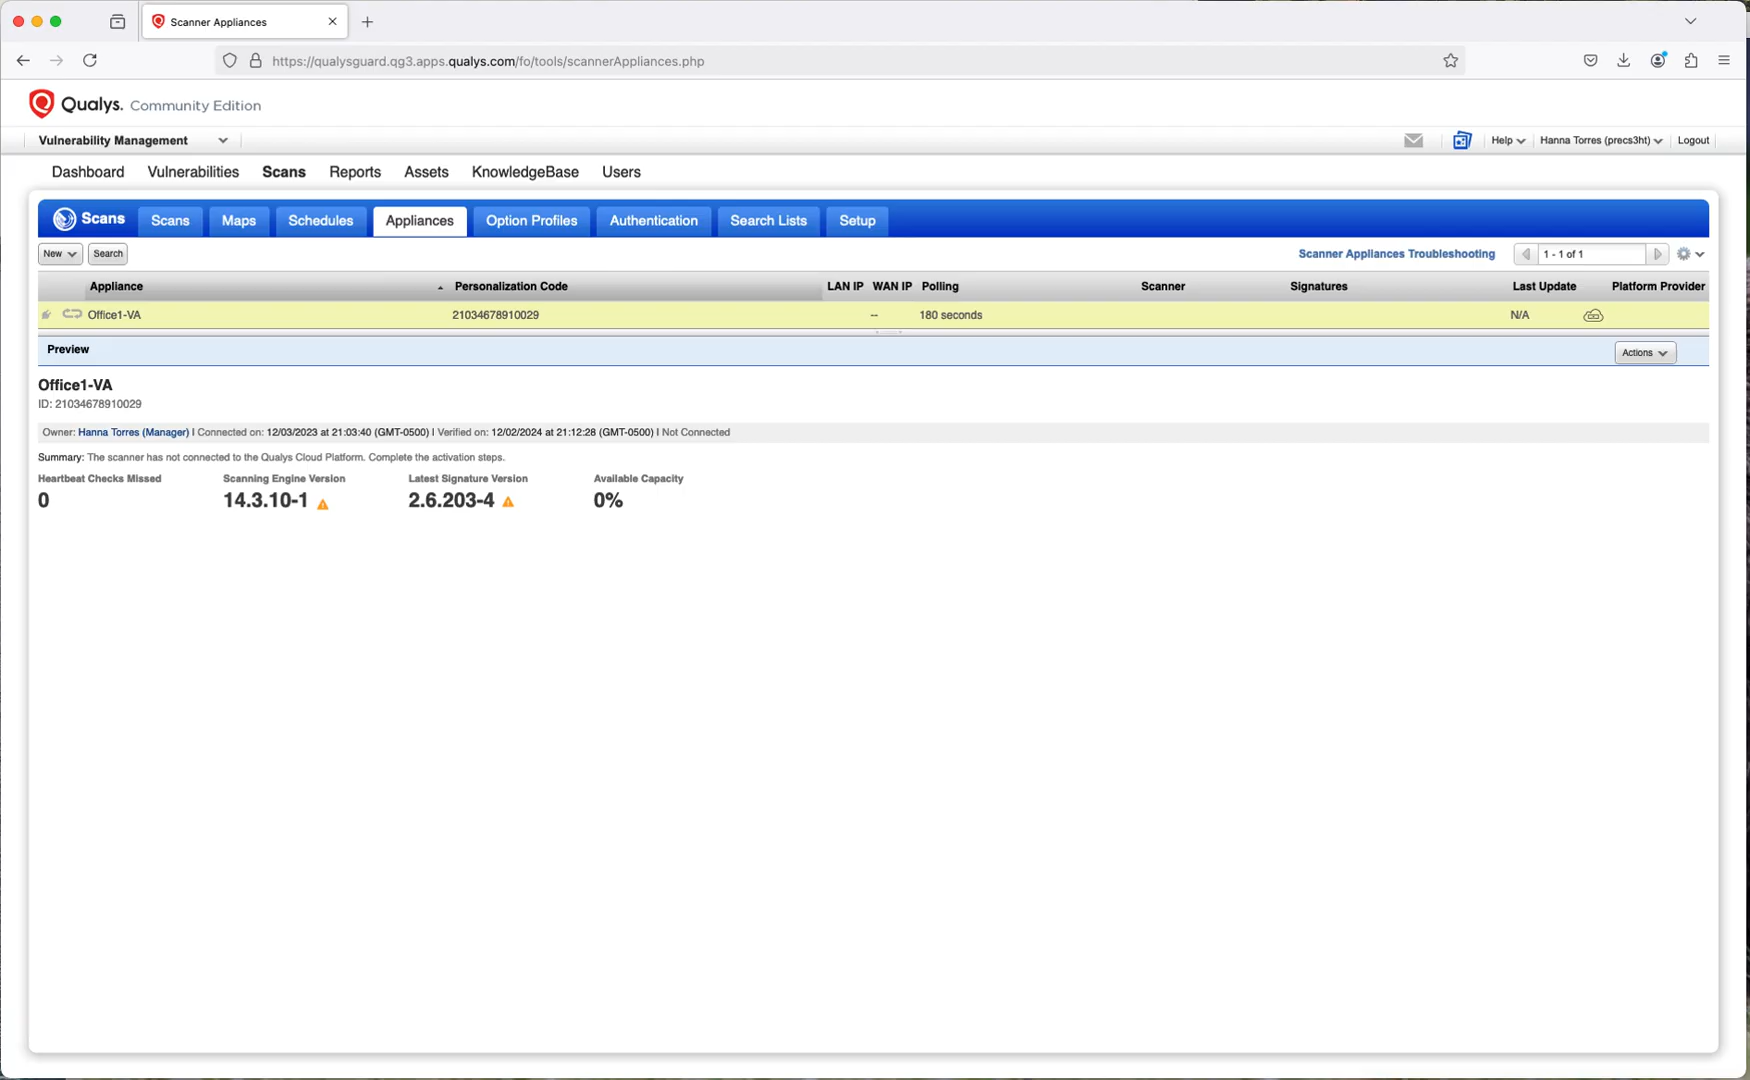 Scanner Appliances
https://qualysguard.qg3.apps.qualys.com/fo/tools/scannerAppliances.php
Qualys. Community Edition
Vulnerability Management
Help
Hanna Torres (precs3ht)
Logout
Dashboard Vulnerabilities Scans Reports Assets KnowledgeBase Users
Scans Scans Maps Schedules Appliances Option Profiles Authentication Search Lists Setup
New Search Scanner Appliances Troubleshooting 1 - 1 of 1
Appliance Personalization Code LAN IP WAN IP Polling Scanner Signatures Last Update Platform Provider
Office1-VA 21034678910029 -- 180 seconds N/A
Preview Actions
Office1-VA
ID: 21034678910029
Owner: Hanna Torres (Manager) | Connected on: 12/03/2023 at 21:03:40 (GMT-0500) | Verified on: 12/02/2024 at 21:12:28 (GMT-0500) | Not Connected
Summary: The scanner has not connected to the Qualys Cloud Platform. Complete the activation steps.
Heartbeat Checks Missed Scanning Engine Version Latest Signature Version Available Capacity
0 14.3.10-1 2.6.203-4 0%